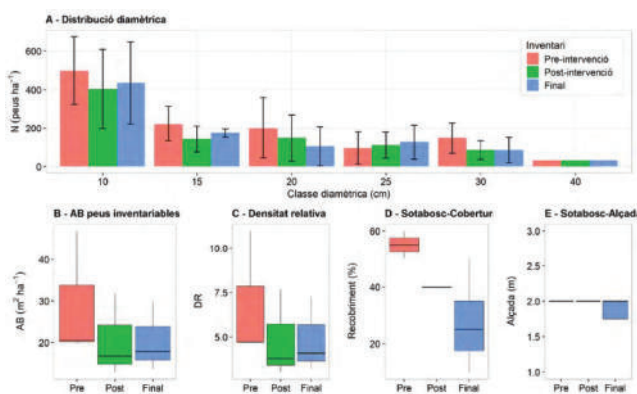 A - Distribució diamètrica
N (peus ha⁻¹)
600
400
200
0
Inventari
Pre-intervenció
Post-intervenció
Final
10
15
20
25
30
40
Classe diamètrica (cm)
B - AB peus inventariables
AB (m² ha⁻¹)
40
30
20
Pre
Post
Final
C - Densitat relativa
DR
10.0
7.5
5.0
Pre
Post
Final
D - Sotabosc-Cobertur
Recobriment (%)
60
40
20
Pre
Post
Final
E - Sotabosc-Alçada
Alçada (m)
3.0
2.5
2.0
1.5
1.0
Pre
Post
Final